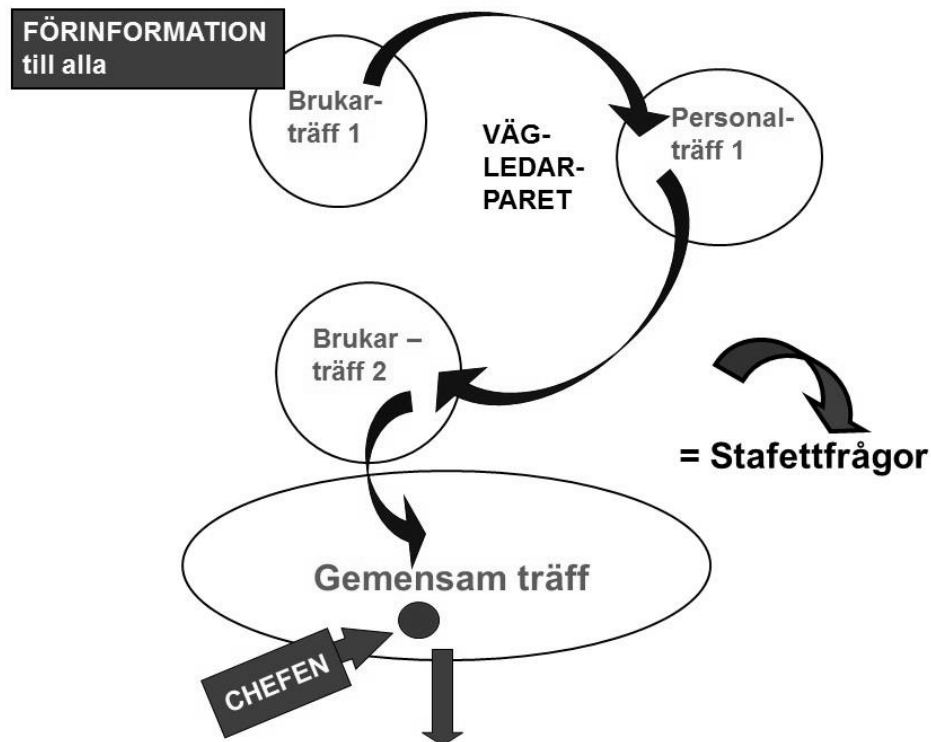 FÖRINFORMATION
till alla
Brukar-
träff 1
VÄG-
LEDAR-
PARET
Personal-
träff 1
Brukar –
träff 2
= Stafettfrågor
Gemensam träff
CHEFEN